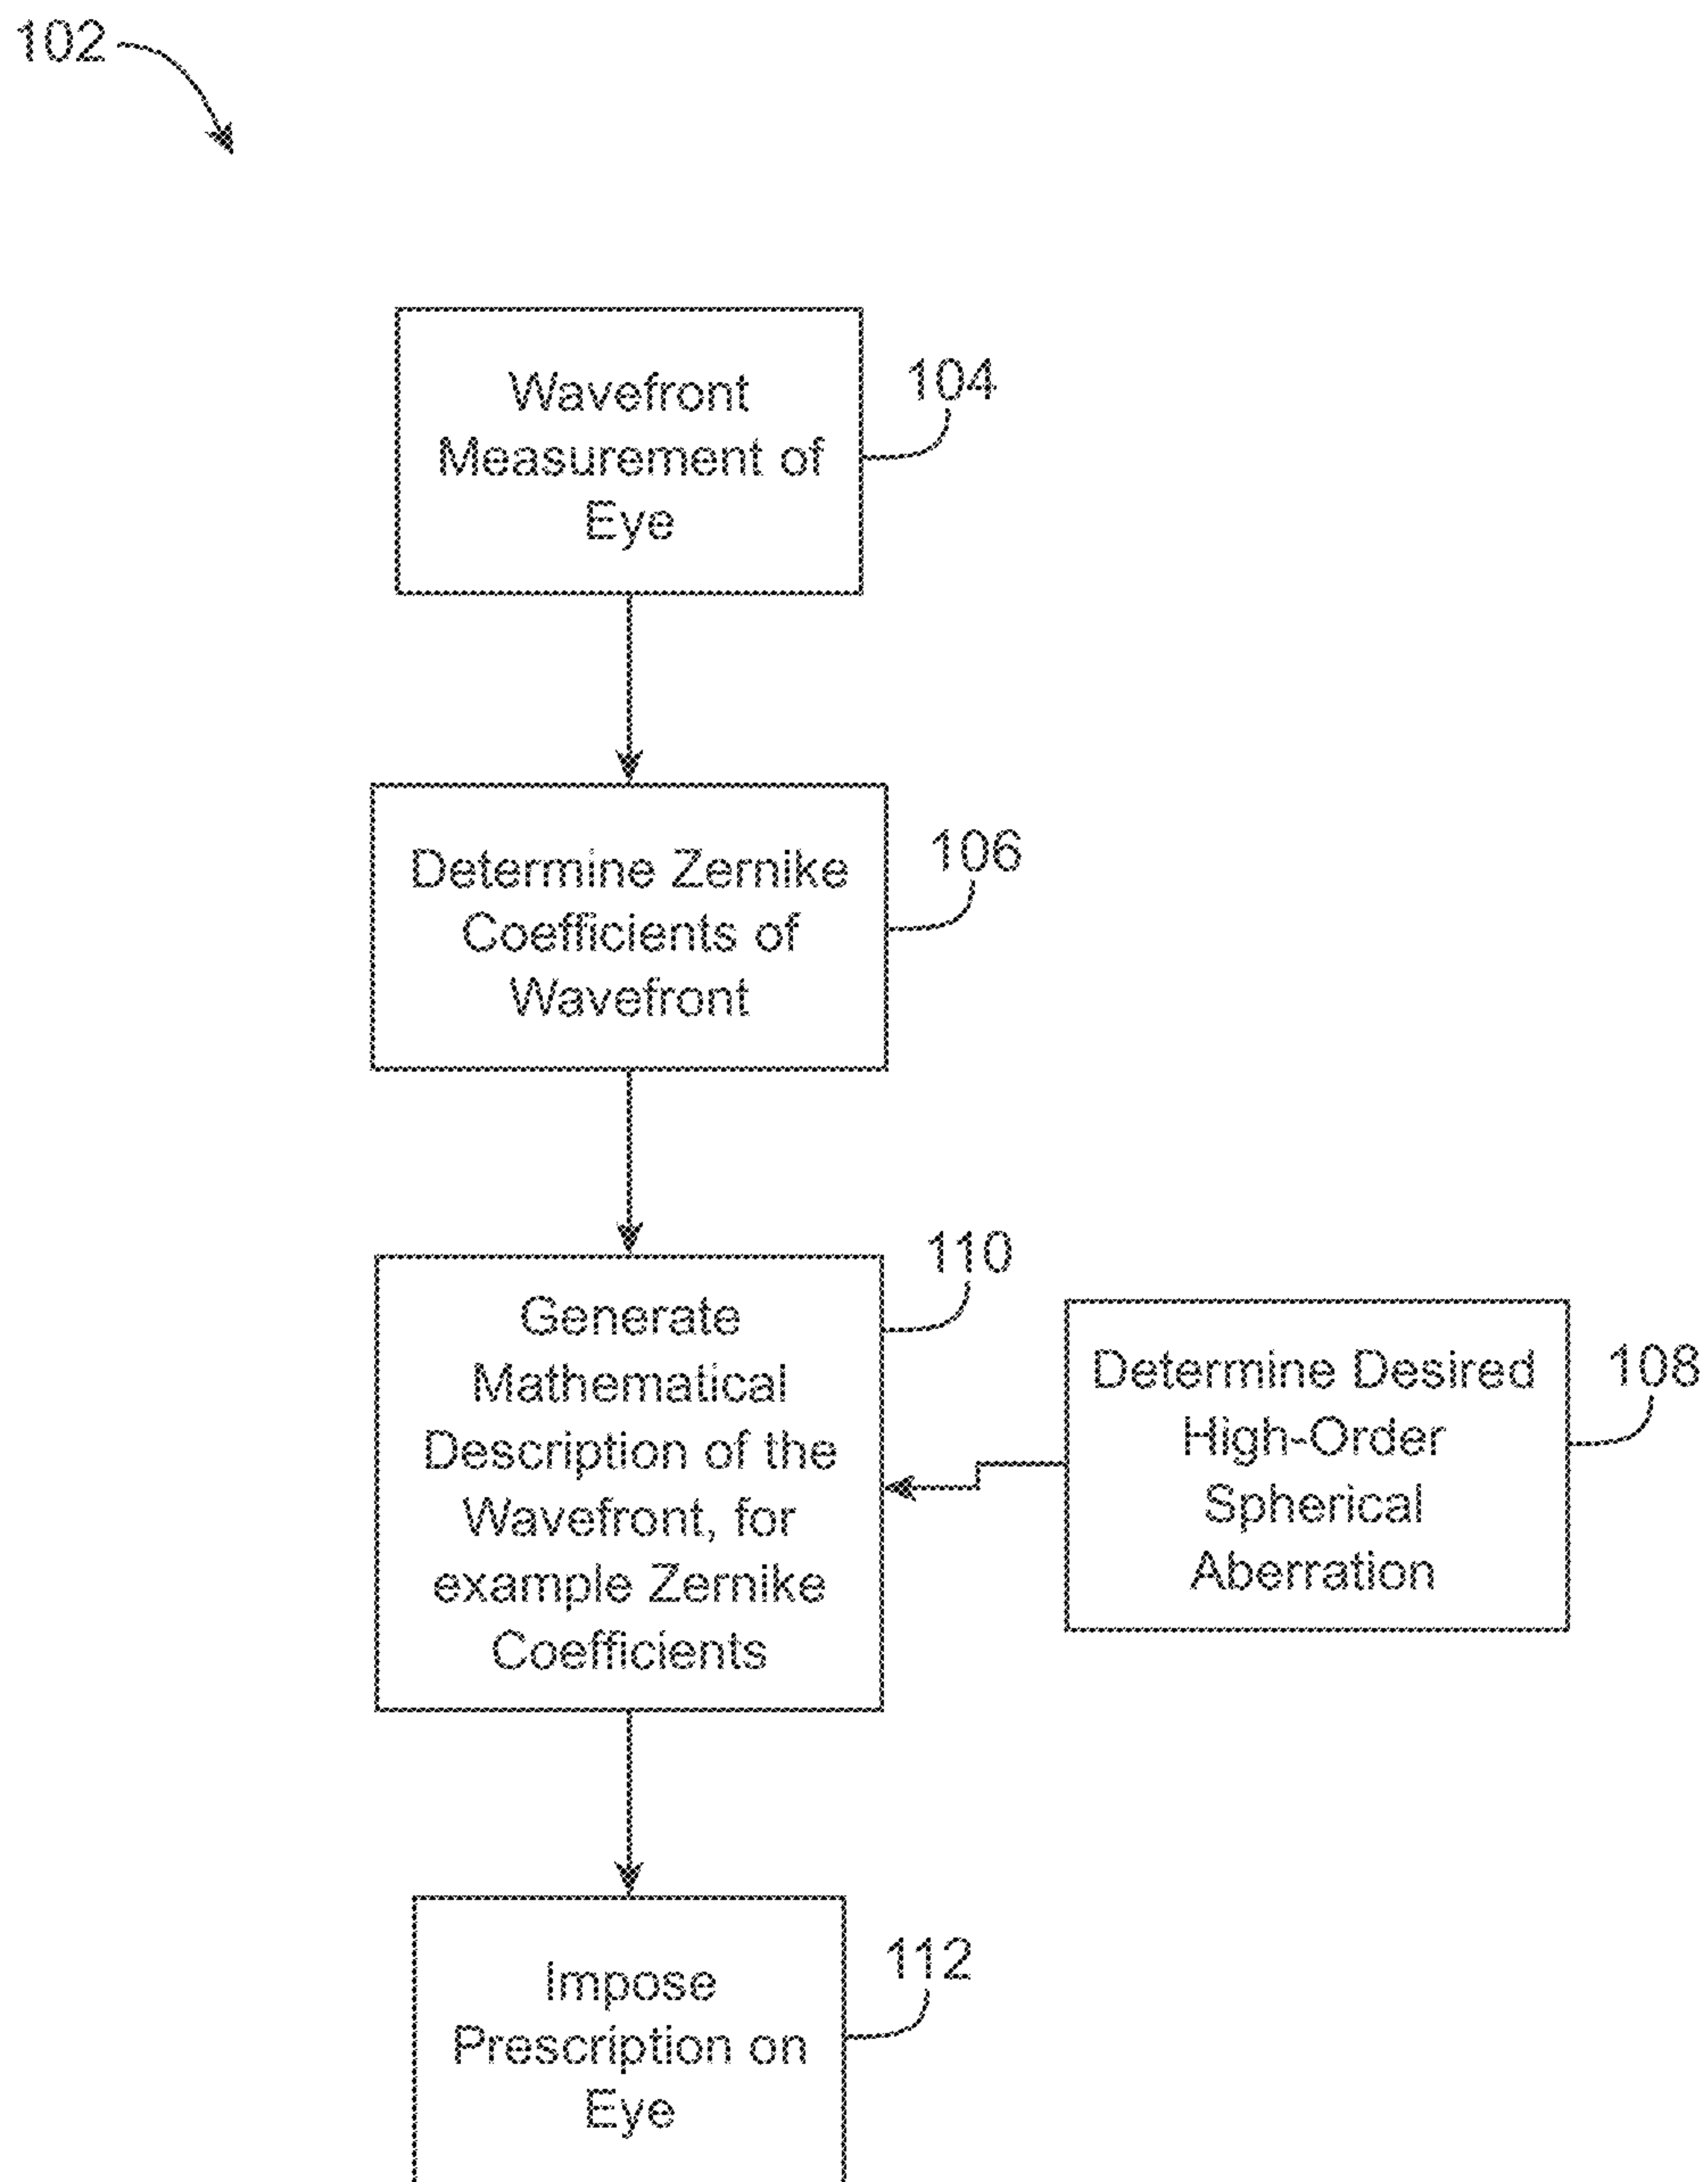 102
Wavefront
Measurement of
Eye
104
Determine Zernike
Coefficients of
Wavefront
106
Generate
Mathematical
Description of the
Wavefront, for
example Zernike
Coefficients
110
Determine Desired
High-Order
Spherical
Aberration
108
Impose
Prescription on
Eye
112